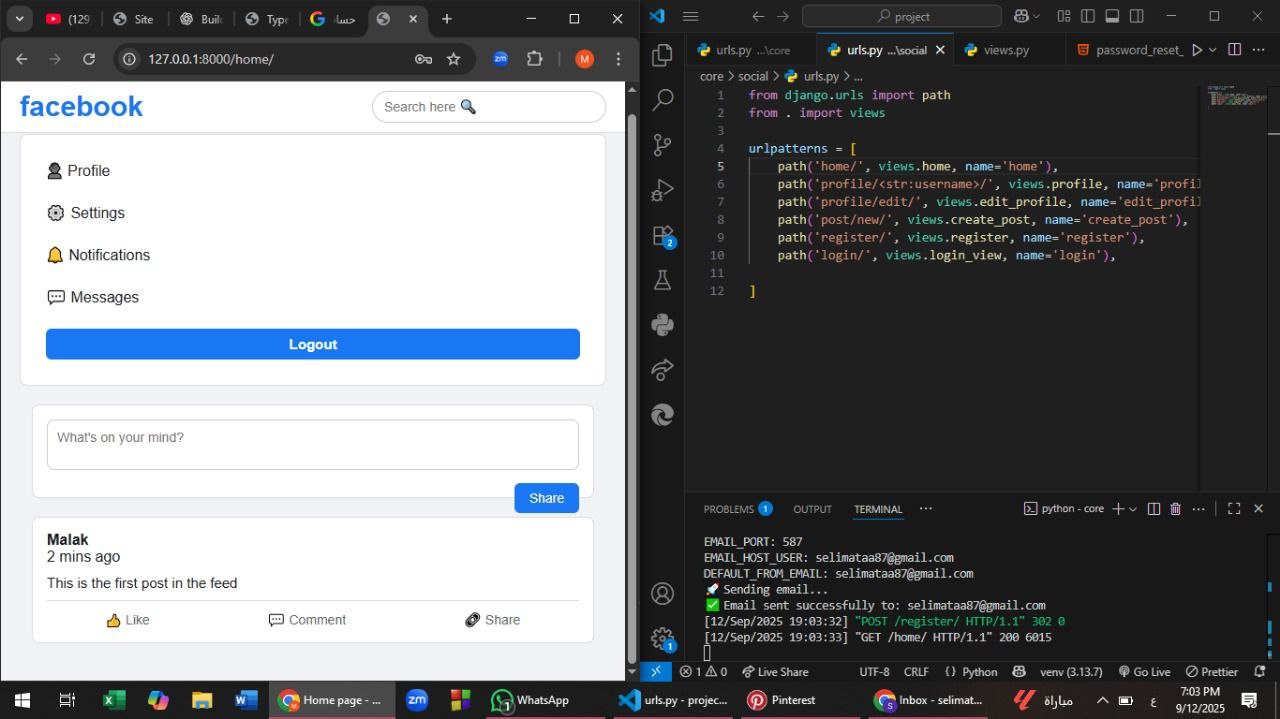 (129
Site
Buil
Type
حسا
127.0.0.1:8000/home/
M
facebook
Search here 🔍
Profile
Settings
Notifications
Messages
Logout
What's on your mind?
Share
Malak
2 mins ago
This is the first post in the feed
Like
Comment
Share
project
urls.py ...\core
urls.py ...\social
views.py
password_reset_
core > social > urls.py > ...
1 from django.urls import path
2 from . import views
3
4 urlpatterns = [
5 path('home/', views.home, name='home'),
6 path('profile/<str:username>/', views.profile, name='profil
7 path('profile/edit/', views.edit_profile, name='edit_profil
8 path('post/new/', views.create_post, name='create_post'),
9 path('register/', views.register, name='register'),
10 path('login/', views.login_view, name='login'),
11
12 ]
2
1
PROBLEMS 1 OUTPUT TERMINAL ...
python - core
EMAIL_PORT: 587
EMAIL_HOST_USER: selimataa87@gmail.com
DEFAULT_FROM_EMAIL: selimataa87@gmail.com
🚀 Sending email...
✅ Email sent successfully to: selimataa87@gmail.com
[12/Sep/2025 19:03:32] "POST /register/ HTTP/1.1" 302 0
[12/Sep/2025 19:03:33] "GET /home/ HTTP/1.1" 200 6015
1 0 Live Share UTF-8 CRLF {} Python venv (3.13.7) Go Live Prettier
Home page - ...
zm
1 WhatsApp
urls.py - projec...
Pinterest
Inbox - selimat...
مباراة
ع
7:03 PM
9/12/2025